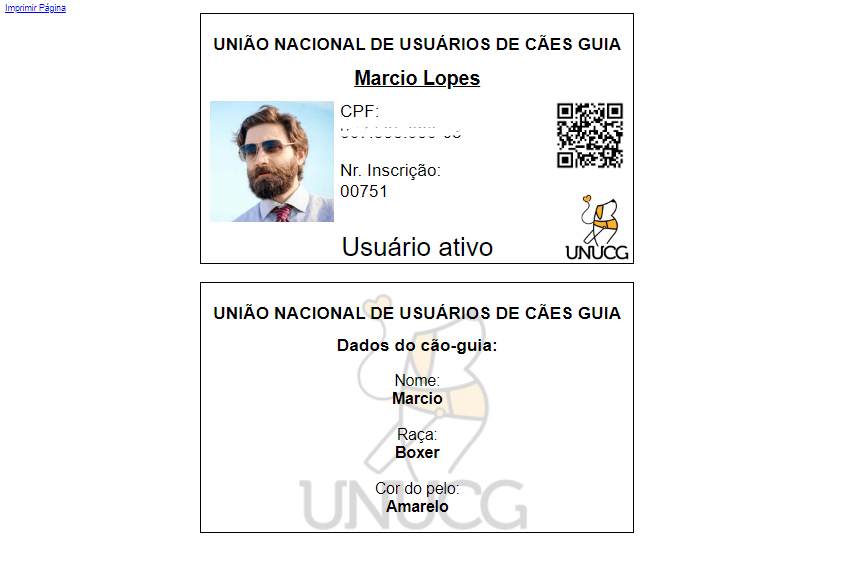 Imprimir Página
UNIÃO NACIONAL DE USUÁRIOS DE CÃES GUIA
Marcio Lopes
CPF:
Nr. Inscrição:
00751
Usuário ativo
UNUCG
UNIÃO NACIONAL DE USUÁRIOS DE CÃES GUIA
Dados do cão-guia:
Nome:
Marcio
Raça:
Boxer
Cor do pelo:
Amarelo
UNUCG